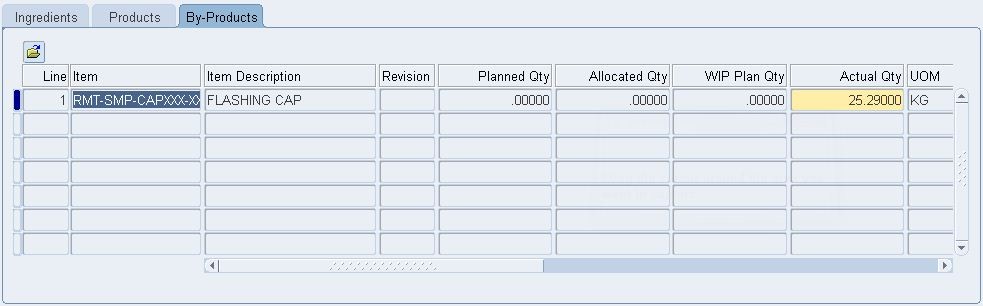 Ingredients Products By-Products
Line Item Item Description Revision Planned Qty Allocated Qty WIP Plan Qty Actual Qty UOM
1 RMT-SMP-CAPXXX-XX FLASHING CAP .00000 .00000 .00000 25.29000 KG